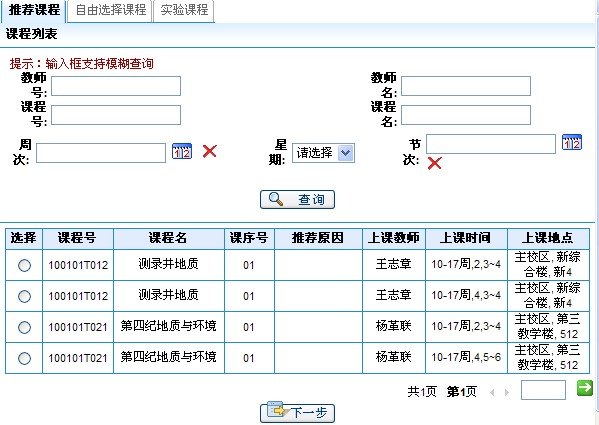 推荐课程 自由选择课程 实验课程
课程列表
提示：输入框支持模糊查询
教师号: 教师名:
课程号: 课程名:
周次: 星期: 请选择 节次:
查询
选择 课程号 课程名 课序号 推荐原因 上课教师 上课时间 上课地点
100101T012 测录井地质 01 王志章 10-17周,2,3~4 主校区, 新综合楼, 新4
100101T012 测录井地质 01 王志章 10-17周,4,3~4 主校区, 新综合楼, 新4
100101T021 第四纪地质与环境 01 杨革联 10-17周,2,3~4 主校区, 第三教学楼, 512
100101T021 第四纪地质与环境 01 杨革联 10-17周,4,5~6 主校区, 第三教学楼, 512
共1页 第1页
下一步